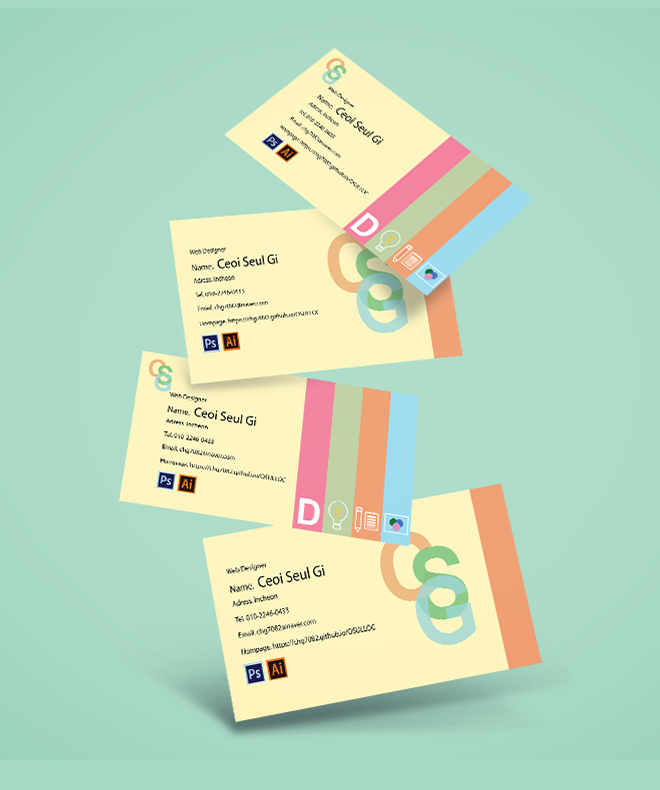 CSG
Web Designer
Name. Ceoi Seul Gi
Adress. Incheon
Tel. 010-2246-0433
Email. chg7082@naver.com
Hompage. https://chg7082.github.io/OSULLOC
Ps Ai
D
Web Designer
Name. Ceoi Seul Gi
Adress. Incheon
Tel. 010-2246-0433
Email. chg7082@naver.com
Hompage. https://chg7082.github.io/OSULLOC
Ps Ai
CSG
CSG
Web Designer
Name. Ceoi Seul Gi
Adress. Incheon
Tel. 010-2246-0433
Email. chg7082@naver.com
Hompage. https://chg7082.github.io/OSULLOC
Ps Ai
D
Web Designer
Name. Ceoi Seul Gi
Adress. Incheon
Tel. 010-2246-0433
Email. chg7082@naver.com
Hompage. https://chg7082.github.io/OSULLOC
Ps Ai
CSG